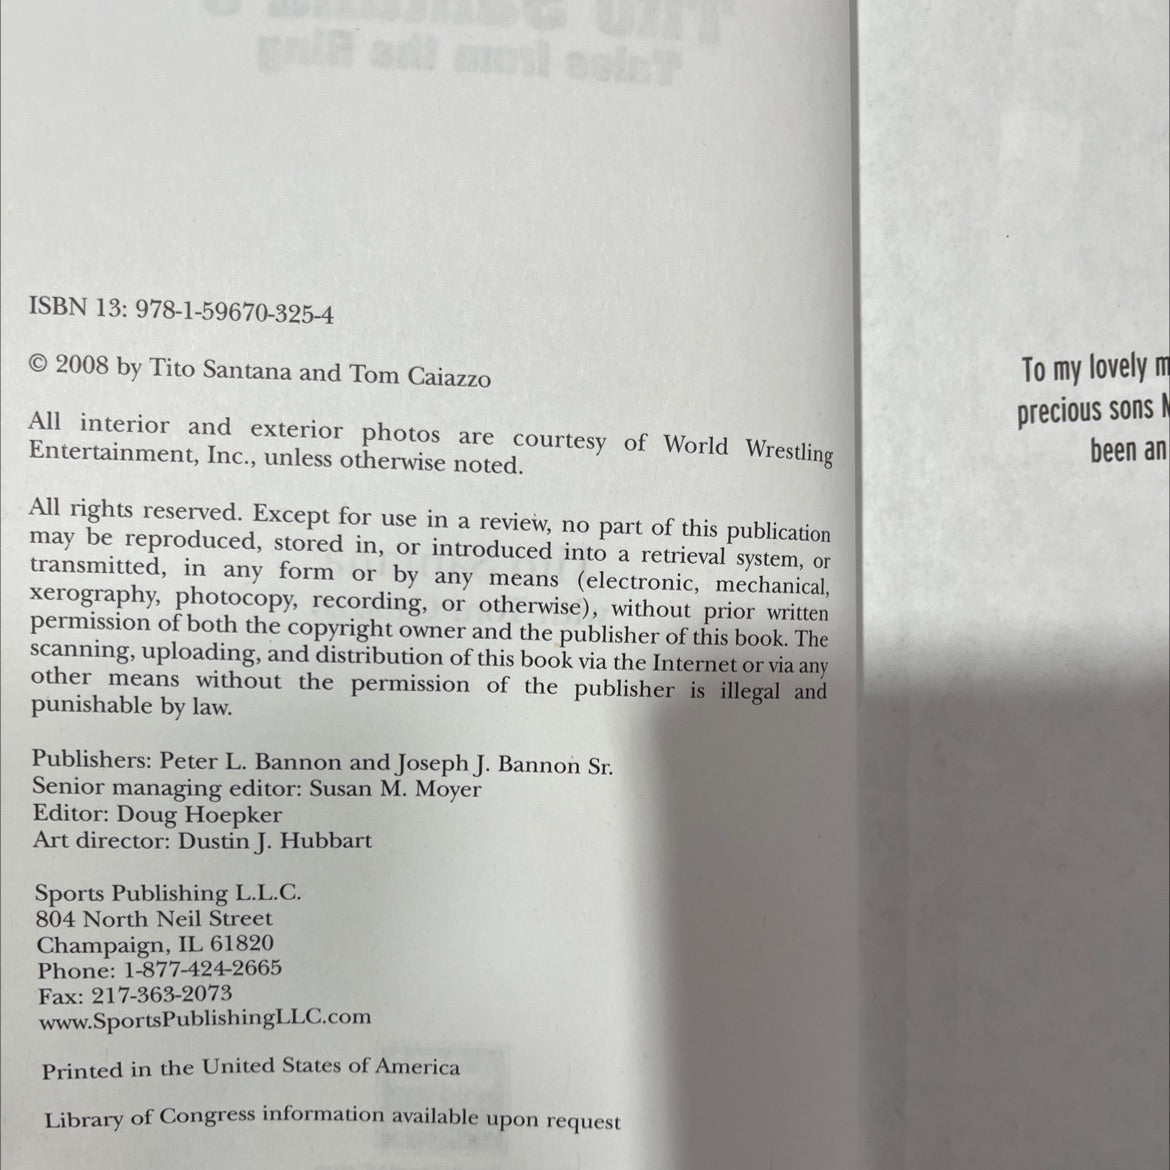 ISBN 13: 978-1-59670-325-4
© 2008 by Tito Santana and Tom Caiazzo
All interior and exterior photos are courtesy of World Wrestling
Entertainment, Inc., unless otherwise noted.
All rights reserved. Except for use in a review, no part of this publication
may be reproduced, stored in, or introduced into a retrieval system, or
transmitted, in any form or by any means (electronic, mechanical,
xerography, photocopy, recording, or otherwise), without prior written
permission of both the copyright owner and the publisher of this book. The
scanning, uploading, and distribution of this book via the Internet or via any
other means without the permission of the publisher is illegal and
punishable by law.
Publishers: Peter L. Bannon and Joseph J. Bannon Sr.
Senior managing editor: Susan M. Moyer
Editor: Doug Hoepker
Art director: Dustin J. Hubbart
Sports Publishing L.L.C.
804 North Neil Street
Champaign, IL 61820
Phone: 1-877-424-2665
Fax: 217-363-2073
www.SportsPublishingLLC.com
Printed in the United States of America
Library of Congress information available upon request
To my lovely
precious sons
been an